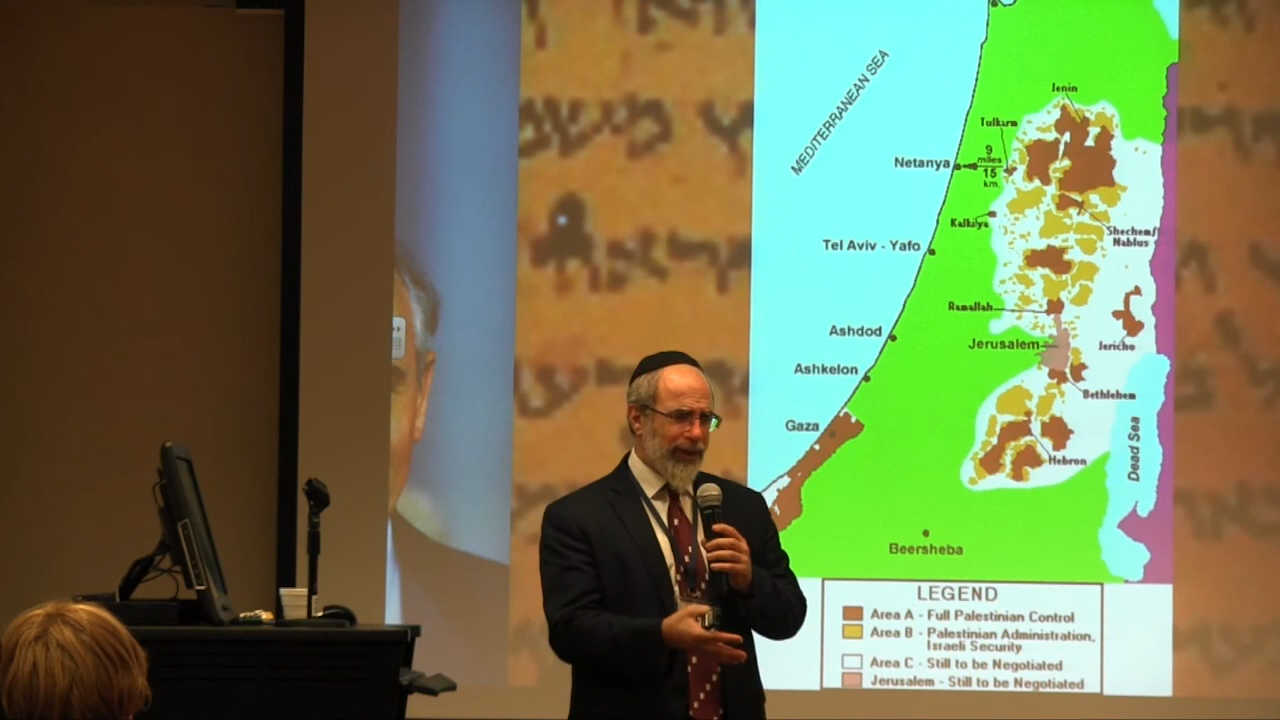 MEDITERRANEAN SEA
Jenin
Tulkarm
9
miles
Netanya
15
km.
Kalkilya
Shechem/
Nablus
Tel Aviv - Yafo
Ramallah
Ashdod
Jerusalem
Jericho
Ashkelon
Bethlehem
Gaza
Dead Sea
Hebron
Beersheba
LEGEND
Area A - Full Palestinian Control
Area B - Palestinian Administration,
Israeli Security
Area C - Still to be Negotiated
Jerusalem - Still to be Negotiated